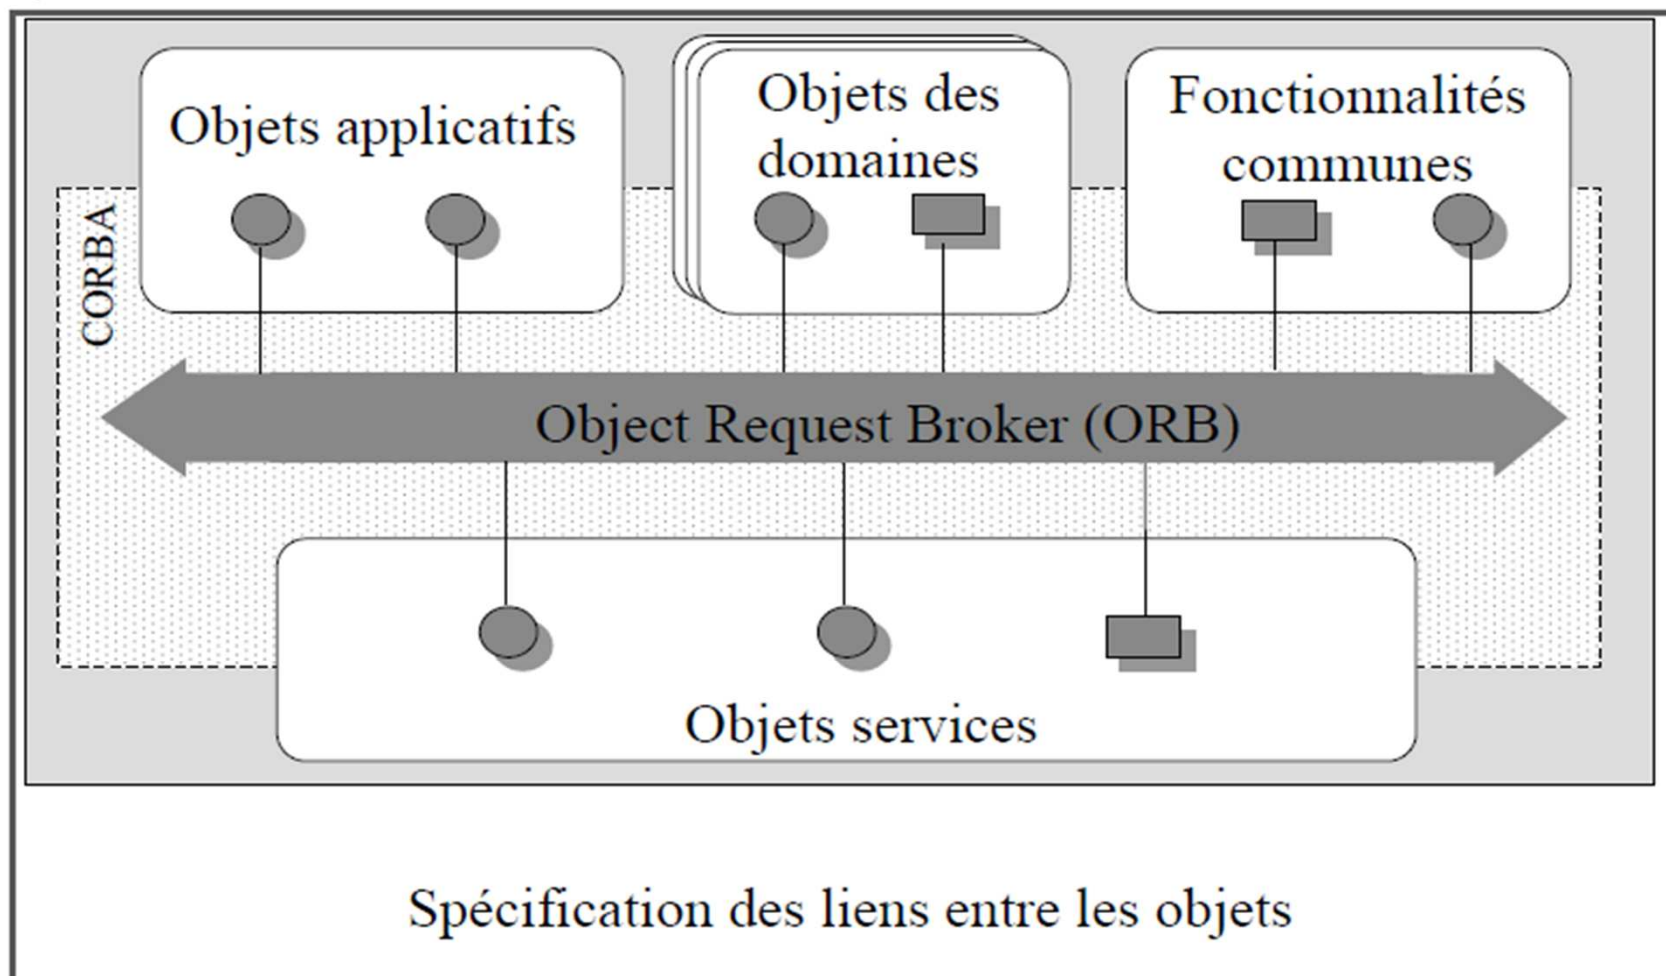 Objets applicatifs
Objets des
domaines
Fonctionnalités
communes
CORBA
Object Request Broker (ORB)
Objets services
Spécification des liens entre les objets